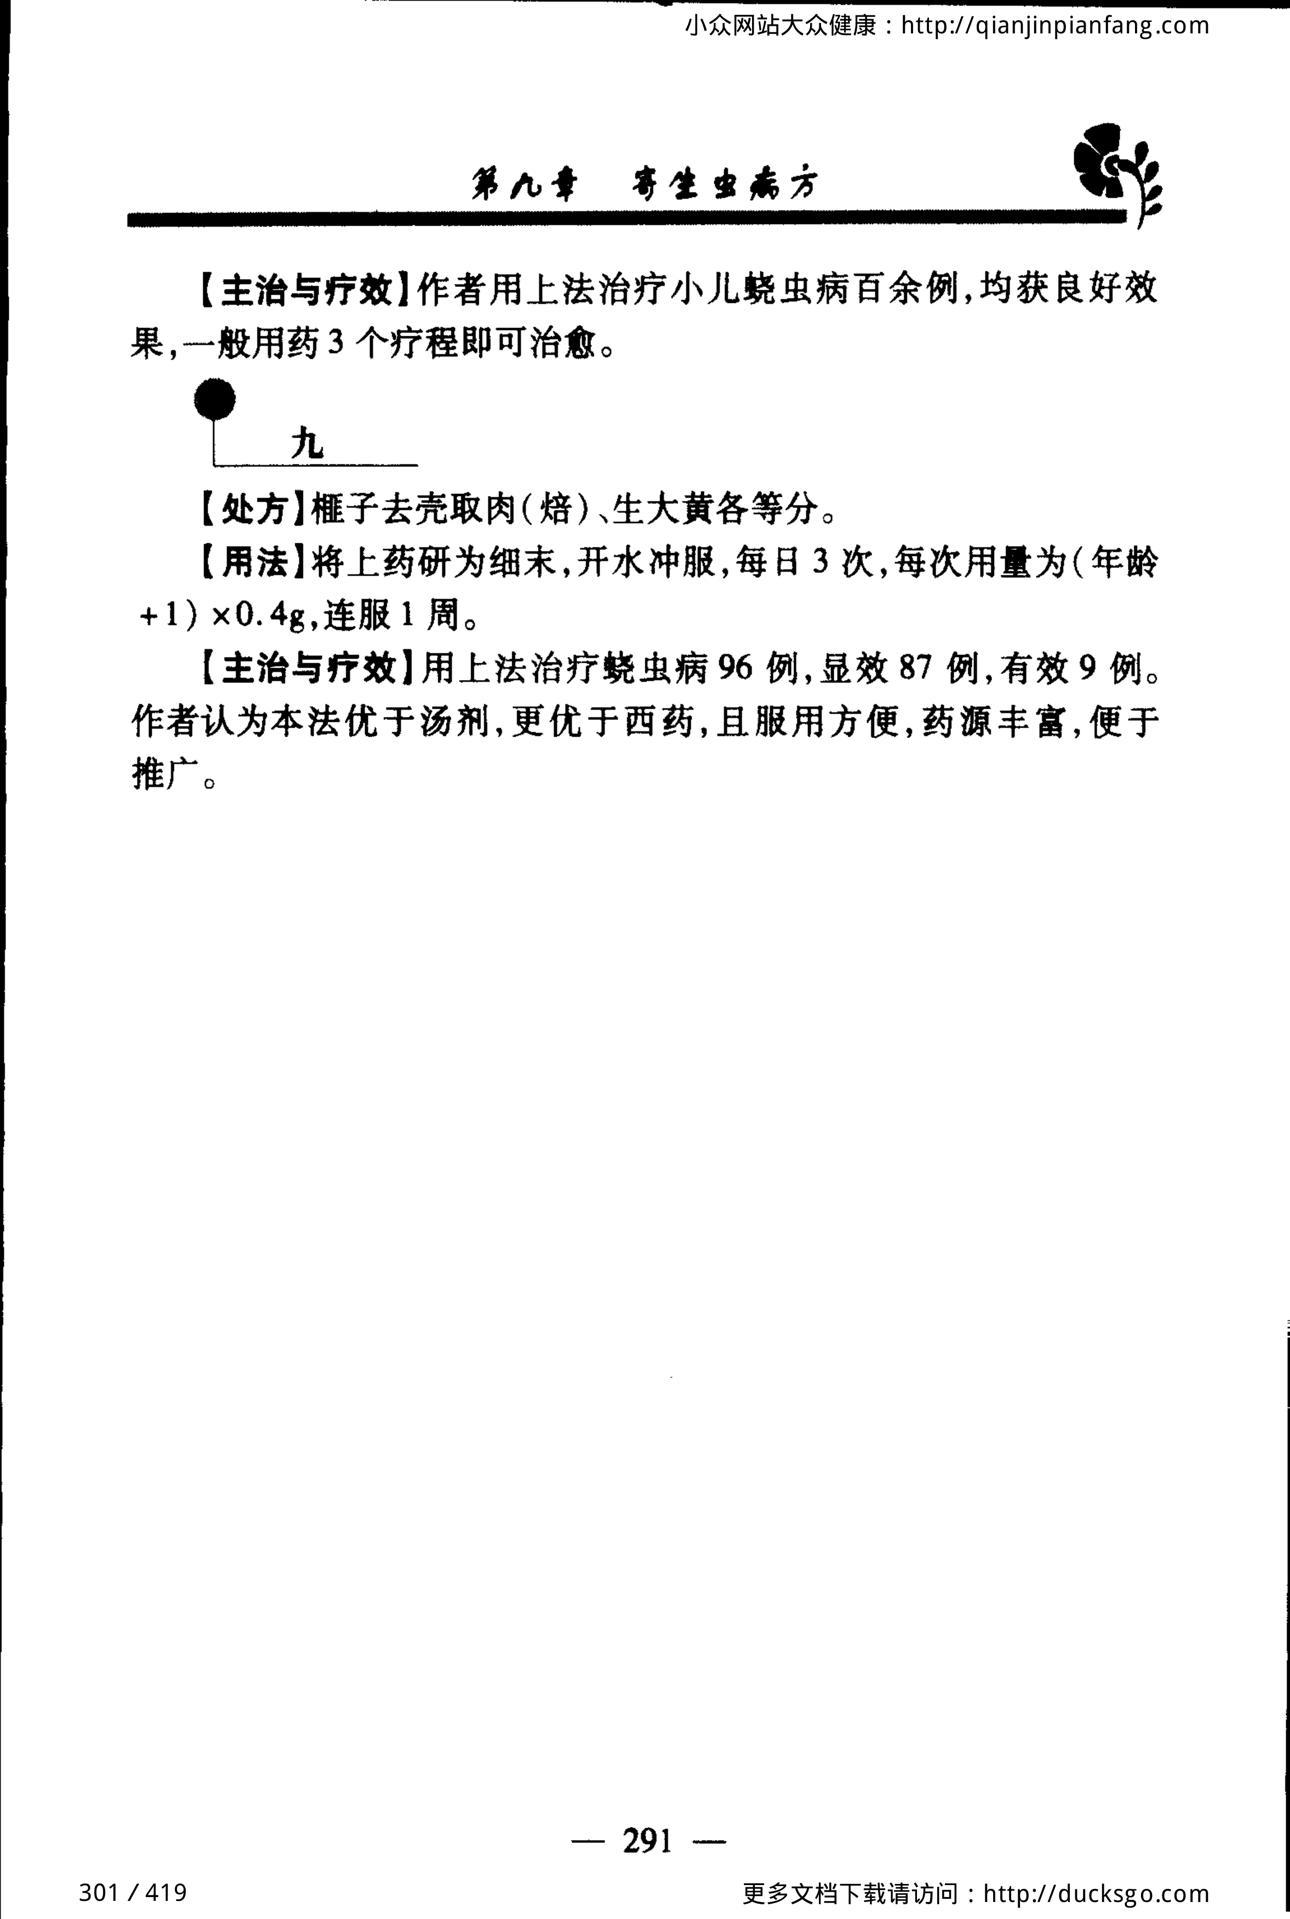 小众网站大众健康：http://qianjinpianfang.com
第九章 寄生虫病方
【主治与疗效】作者用上法治疗小儿蛲虫病百余例，均获良好效
果，一般用药3个疗程即可治愈。
九
【处方】榧子去壳取肉（焙）、生大黄各等分。
【用法】将上药研为细末，开水冲服，每日3次，每次用量为（年龄
+1）×0.4g，连服1周。
【主治与疗效】用上法治疗蛲虫病96例，显效87例，有效9例。
作者认为本法优于汤剂，更优于西药，且服用方便，药源丰富，便于
推广。
— 291 —
301 / 419
更多文档下载请访问：http://ducksgo.com